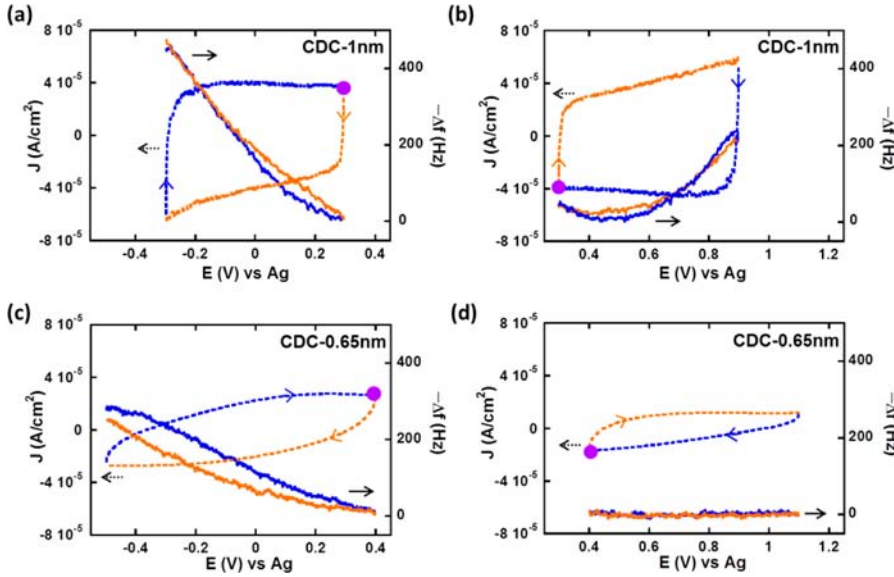 (a)
CDC-1nm
8 10⁻⁵
4 10⁻⁵
0
-4 10⁻⁵
-8 10⁻⁵
J (A/cm²)
400
200
0
−Δf (Hz)
-0.4 -0.2 0 0.2 0.4
E (V) vs Ag
(b)
CDC-1nm
8 10⁻⁵
4 10⁻⁵
0
-4 10⁻⁵
-8 10⁻⁵
J (A/cm²)
400
200
0
−Δf (Hz)
0.4 0.6 0.8 1 1.2
E (V) vs Ag
(c)
CDC-0.65nm
8 10⁻⁵
4 10⁻⁵
0
-4 10⁻⁵
-8 10⁻⁵
J (A/cm²)
400
200
0
−Δf (Hz)
-0.4 -0.2 0 0.2 0.4
E (V) vs Ag
(d)
CDC-0.65nm
8 10⁻⁵
4 10⁻⁵
0
-4 10⁻⁵
-8 10⁻⁵
J (A/cm²)
400
200
0
−Δf (Hz)
0.4 0.6 0.8 1 1.2
E (V) vs Ag